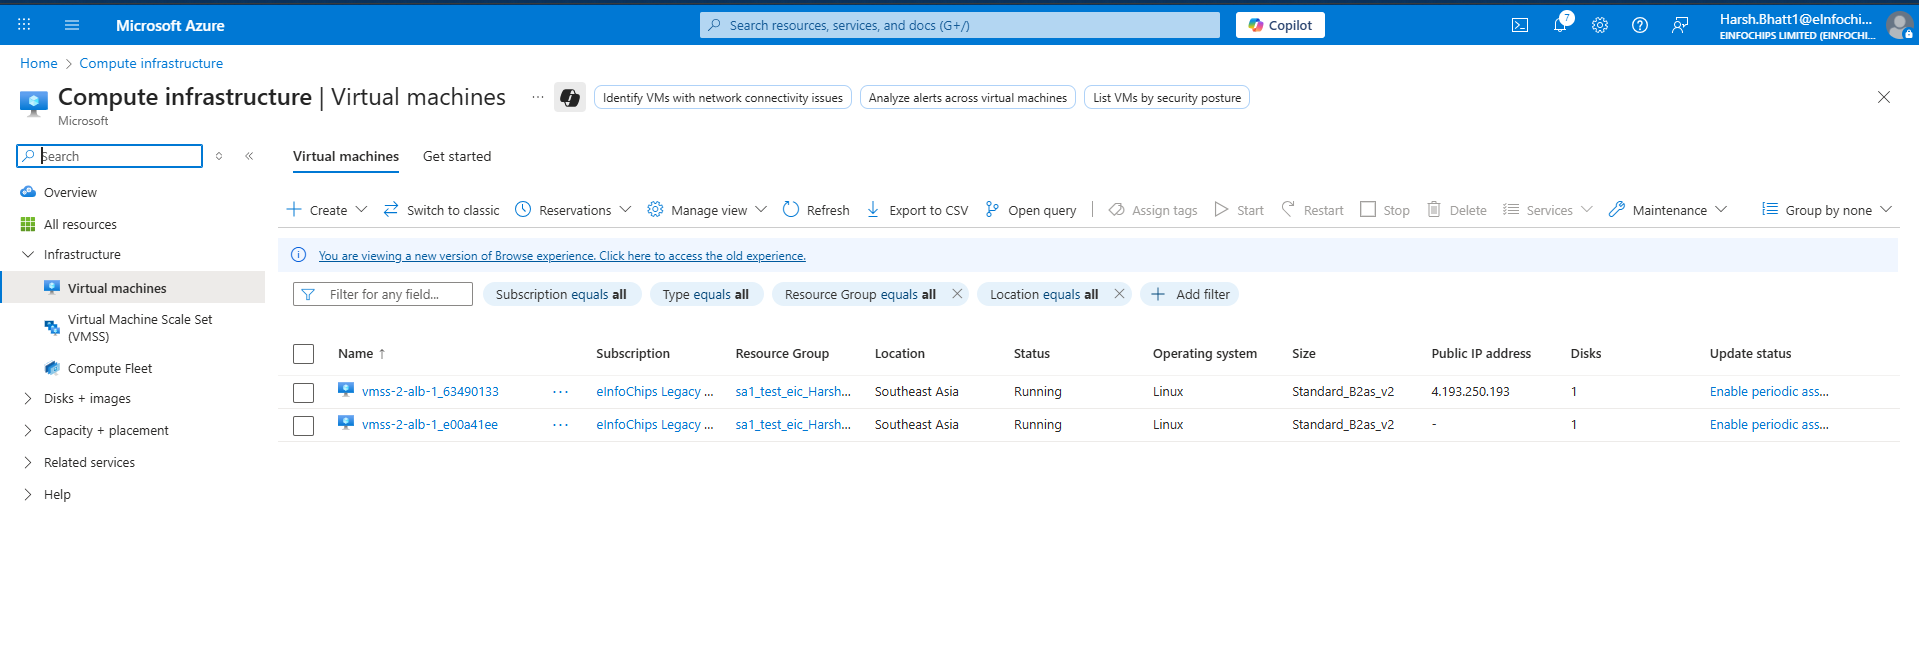 Microsoft Azure
Search resources, services, and docs (G+/)
Copilot
7
Harsh.Bhatt1@eInfochi...
EINFOCHIPS LIMITED (EINFOCHI...
Home > Compute infrastructure
Compute infrastructure | Virtual machines
...
Identify VMs with network connectivity issues
Analyze alerts across virtual machines
List VMs by security posture
Microsoft
Search
Overview
All resources
Infrastructure
Virtual machines
Virtual Machine Scale Set
(VMSS)
Compute Fleet
Disks + images
Capacity + placement
Related services
Help
Virtual machines Get started
Create Switch to classic Reservations Manage view Refresh Export to CSV Open query | Assign tags Start Restart Stop Delete Services Maintenance Group by none
You are viewing a new version of Browse experience. Click here to access the old experience.
Filter for any field... Subscription equals all Type equals all Resource Group equals all Location equals all Add filter
Name ↑ Subscription Resource Group Location Status Operating system Size Public IP address Disks Update status
vmss-2-alb-1_63490133 ... eInfoChips Legacy ... sa1_test_eic_Harsh... Southeast Asia Running Linux Standard_B2as_v2 4.193.250.193 1 Enable periodic ass...
vmss-2-alb-1_e00a41ee ... eInfoChips Legacy ... sa1_test_eic_Harsh... Southeast Asia Running Linux Standard_B2as_v2 - 1 Enable periodic ass...